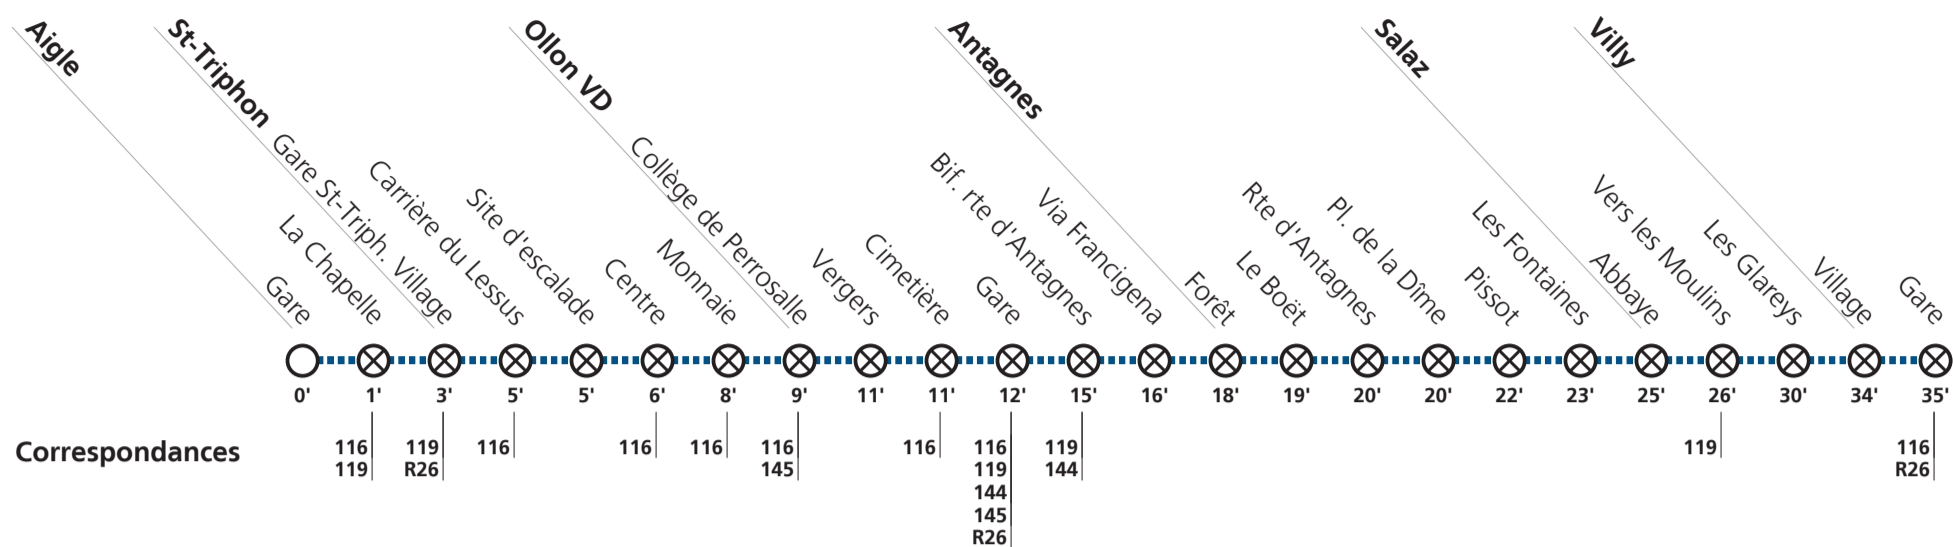 Aigle
St-Triphon
Ollon VD
Antagnes
Salaz
Villy
Gare
La Chapelle
Gare St-Triph. Village
Carrière du Lessus
Site d'escalade
Centre
Monnaie
Collège de Perrosalle
Vergers
Cimetière
Gare
Bif. rte d'Antagnes
Via Francigena
Forêt
Le Boët
Rte d'Antagnes
Pl. de la Dîme
Pissot
Les Fontaines
Abbaye
Vers les Moulins
Les Glareys
Village
Gare
0' 1' 3' 5' 5' 6' 8' 9' 11' 11' 12' 15' 16' 18' 19' 20' 20' 22' 23' 25' 26' 30' 34' 35'
Correspondances
116 119 116 116 116 116 116 116 119 119 116
119 R26 145 119 144 R26
144
145
R26